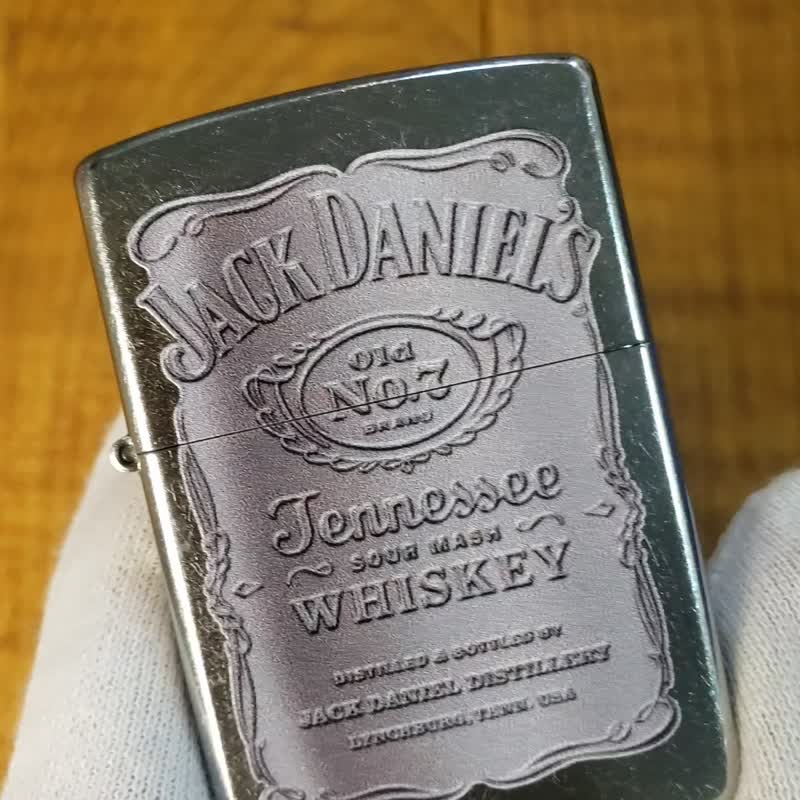 JACK DANIEL'S
Old
No.7
BRAND
Tennessee
SOUR MASH
WHISKEY
DISTILLED & BOTTLED BY
JACK DANIEL DISTILLERY
LYNCHBURG, TENN. USA